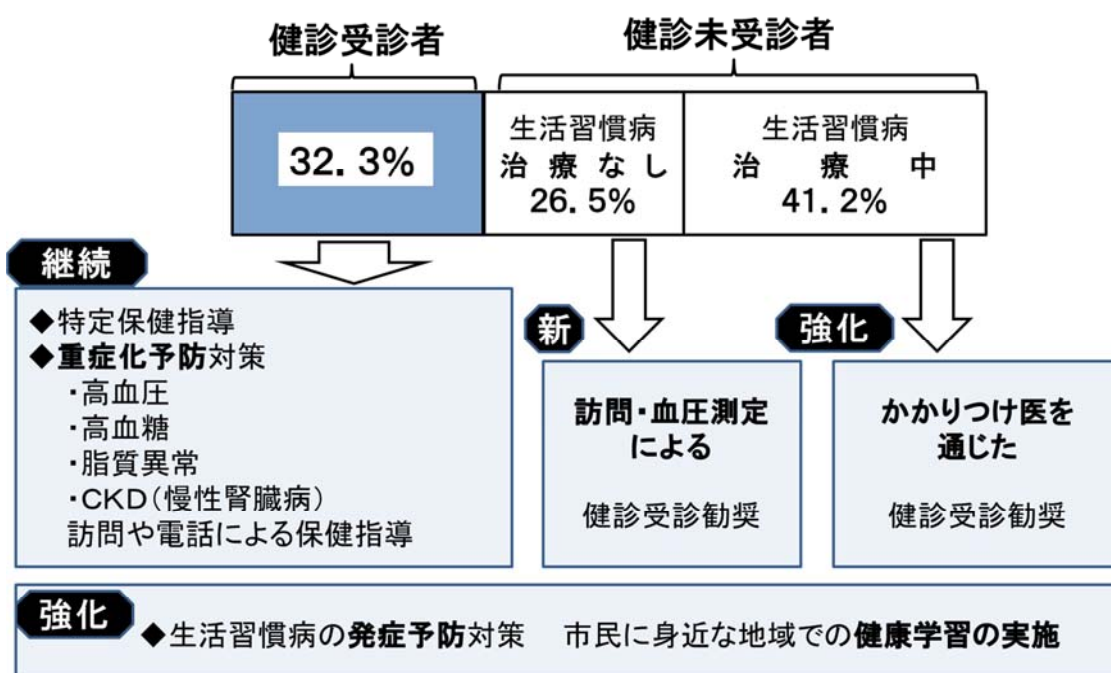 健診受診者
健診未受診者
32.3%
生活習慣病
治療なし
26.5%
生活習慣病
治療中
41.2%
継続
◆特定保健指導
◆重症化予防対策
・高血圧
・高血糖
・脂質異常
・CKD(慢性腎臓病)
訪問や電話による保健指導
新
訪問・血圧測定
による
健診受診勧奨
強化
かかりつけ医を
通じた
健診受診勧奨
強化
◆生活習慣病の発症予防対策 市民に身近な地域での健康学習の実施